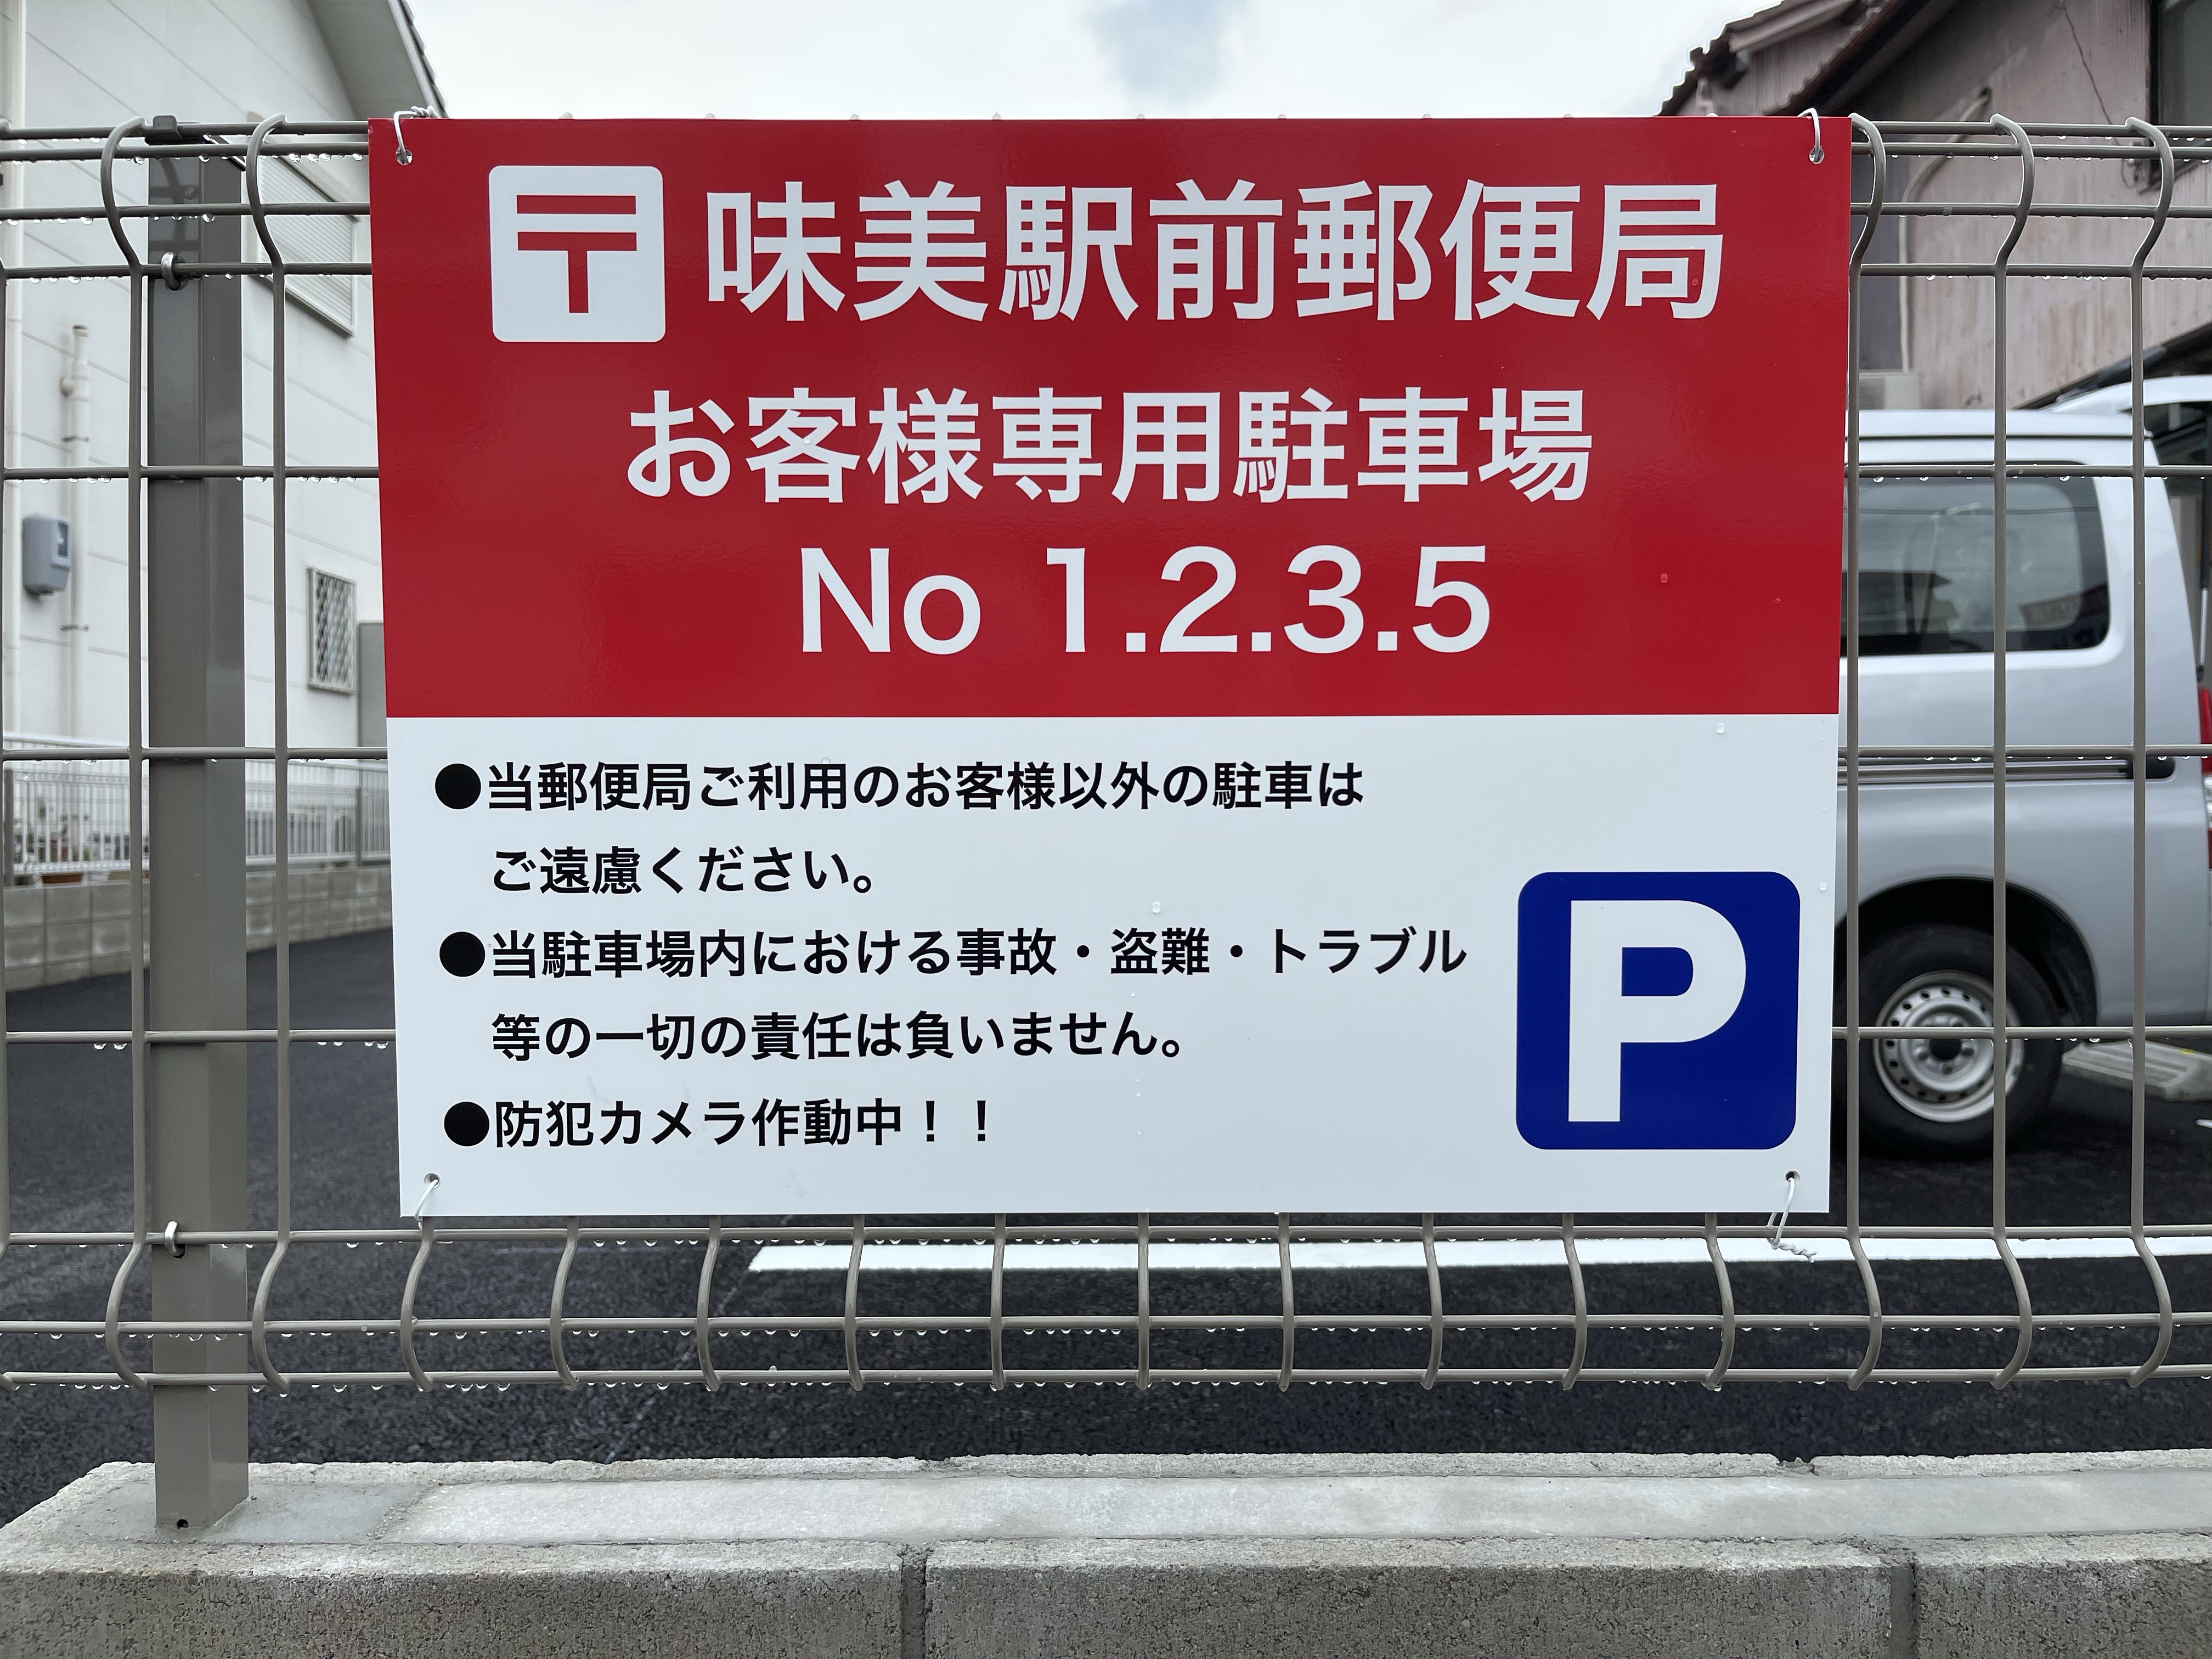 〒 味美駅前郵便局
お客様専用駐車場
No 1.2.3.5
●当郵便局ご利用のお客様以外の駐車は
ご遠慮ください。
●当駐車場内における事故・盗難・トラブル
等の一切の責任は負いません。
●防犯カメラ作動中！！
P